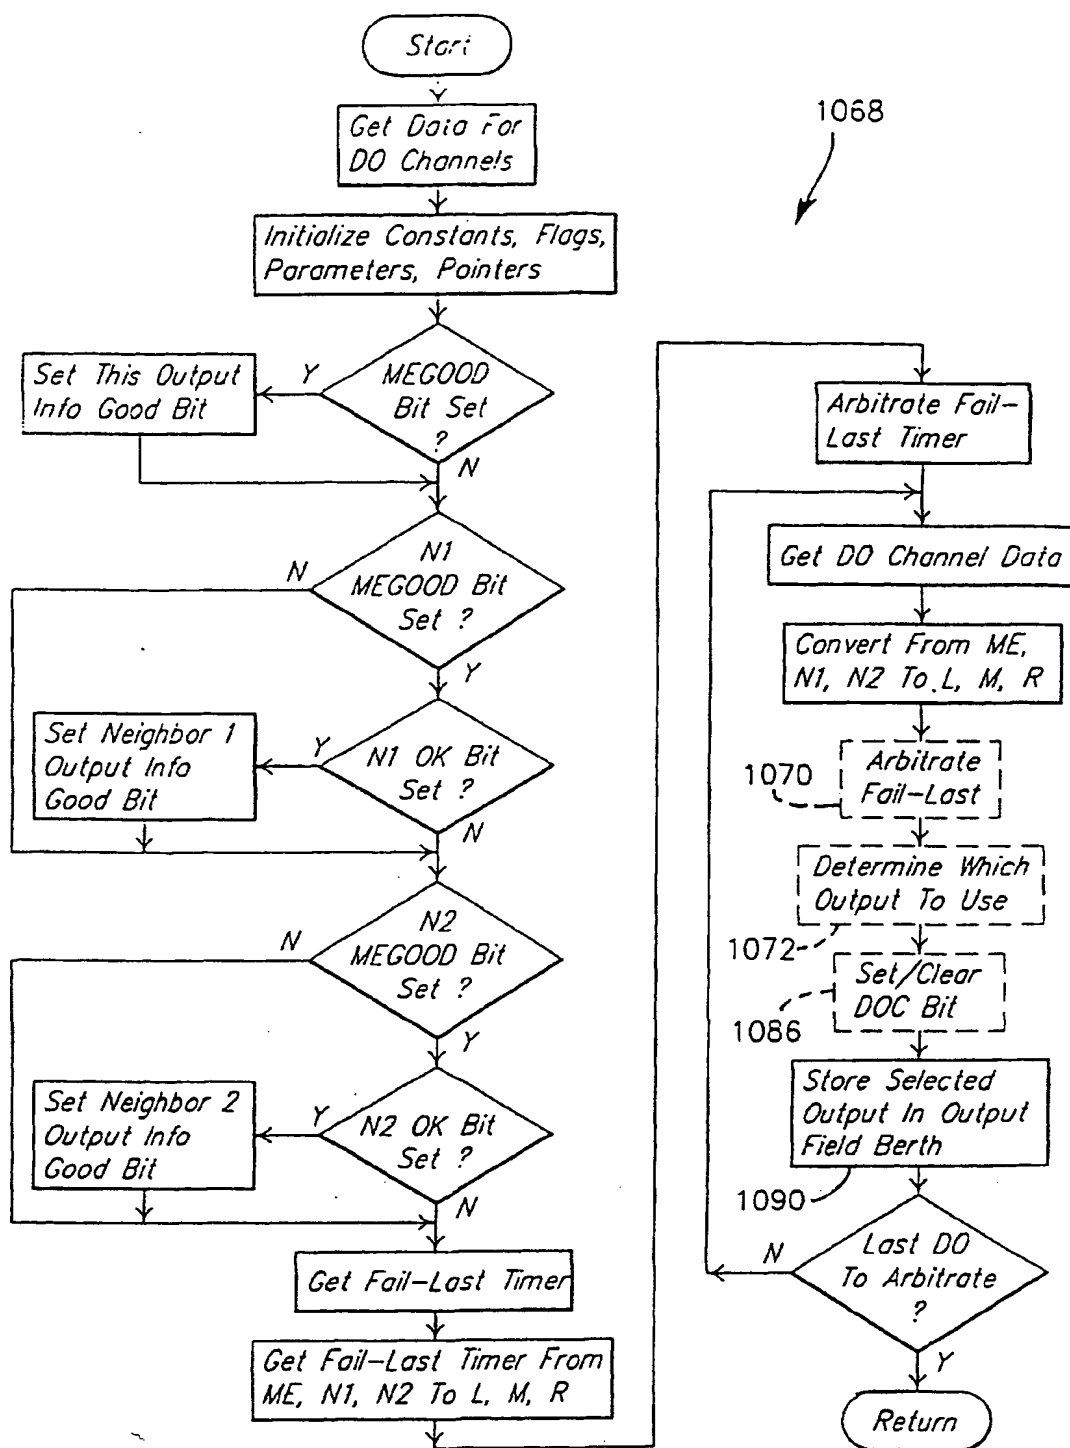 Start
Get Data For
DO Channels
Initialize Constants, Flags,
Parameters, Pointers
MEGOOD
Bit Set
?
Y
N
Set This Output
Info Good Bit
N1
MEGOOD Bit
Set ?
N
Y
N1 OK Bit
Set ?
Y
N
Set Neighbor 1
Output Info
Good Bit
N2
MEGOOD Bit
Set ?
N
Y
N2 OK Bit
Set ?
Y
N
Set Neighbor 2
Output Info
Good Bit
Get Fail-Last Timer
Get Fail-Last Timer From
ME, N1, N2 To L, M, R
1068
Arbitrate Fail-
Last Timer
Get DO Channel Data
Convert From ME,
N1, N2 To L, M, R
1070
Arbitrate
Fail-Last
Determine Which
Output To Use
1072
Set/Clear
DOC Bit
1086
Store Selected
Output In Output
Field Berth
1090
Last DO
To Arbitrate
?
N
Y
Return